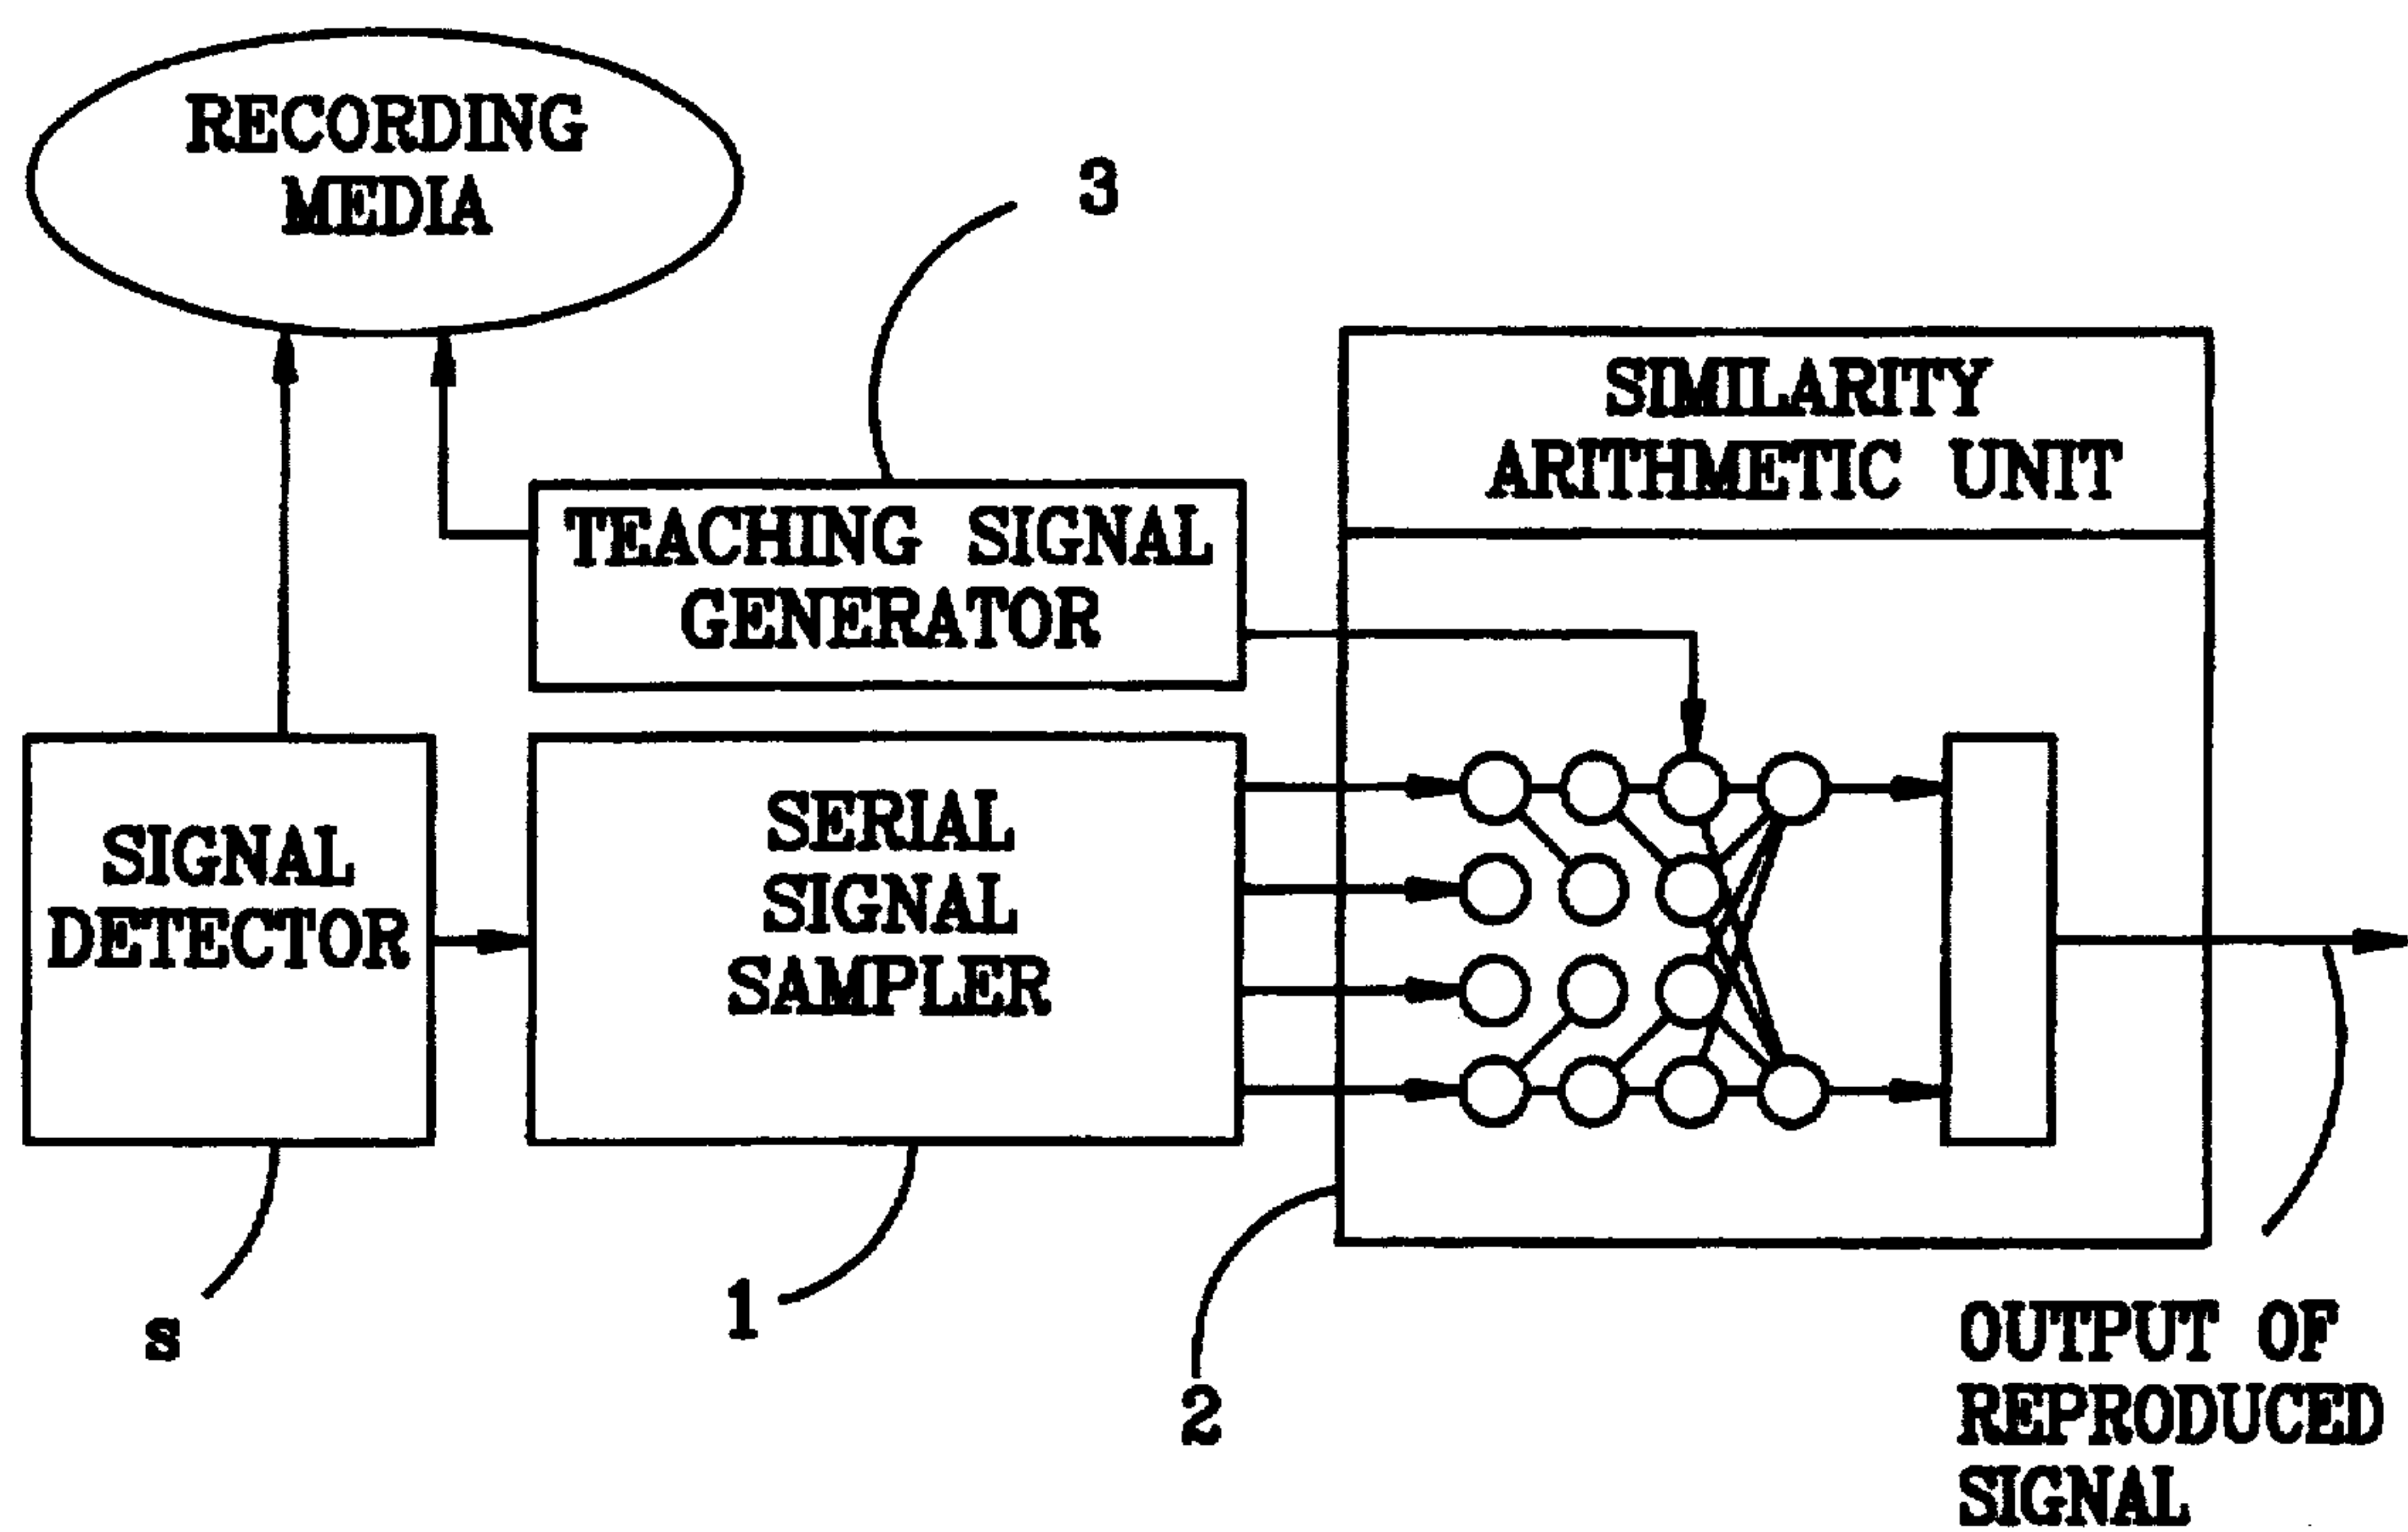 RECORDING
MEDIA
3
SIMILARITY
ARITHMETIC UNIT
TEACHING SIGNAL
GENERATOR
SIGNAL
DETECTOR
SERIAL
SIGNAL
SAMPLER
s
1
2
OUTPUT OF
REPRODUCED
SIGNAL